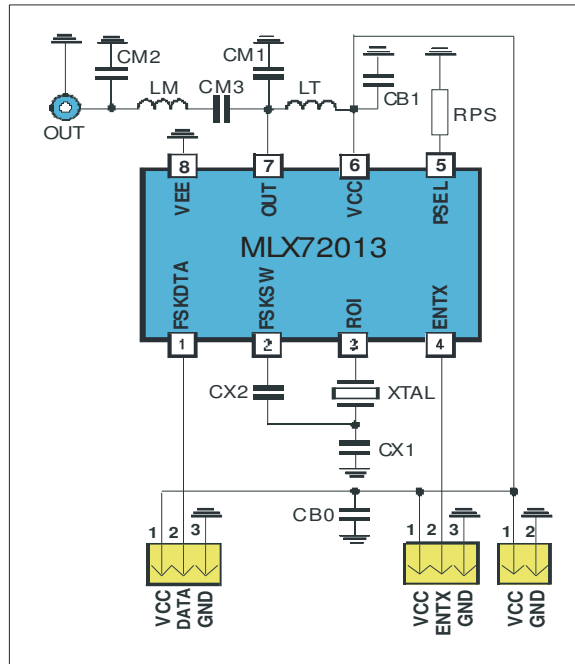 CM2
CM1
LM
CM3
LT
CB1
RPS
OUT
8
7
6
5
VEE
OUT
VCC
PSEL
MLX72013
FSKDTA
FSKSW
ROI
ENTX
1
2
3
4
CX2
XTAL
CX1
CB0
1 2 3
1 2 3
1 2
VCC
DATA
GND
VCC
ENTX
GND
VCC
GND